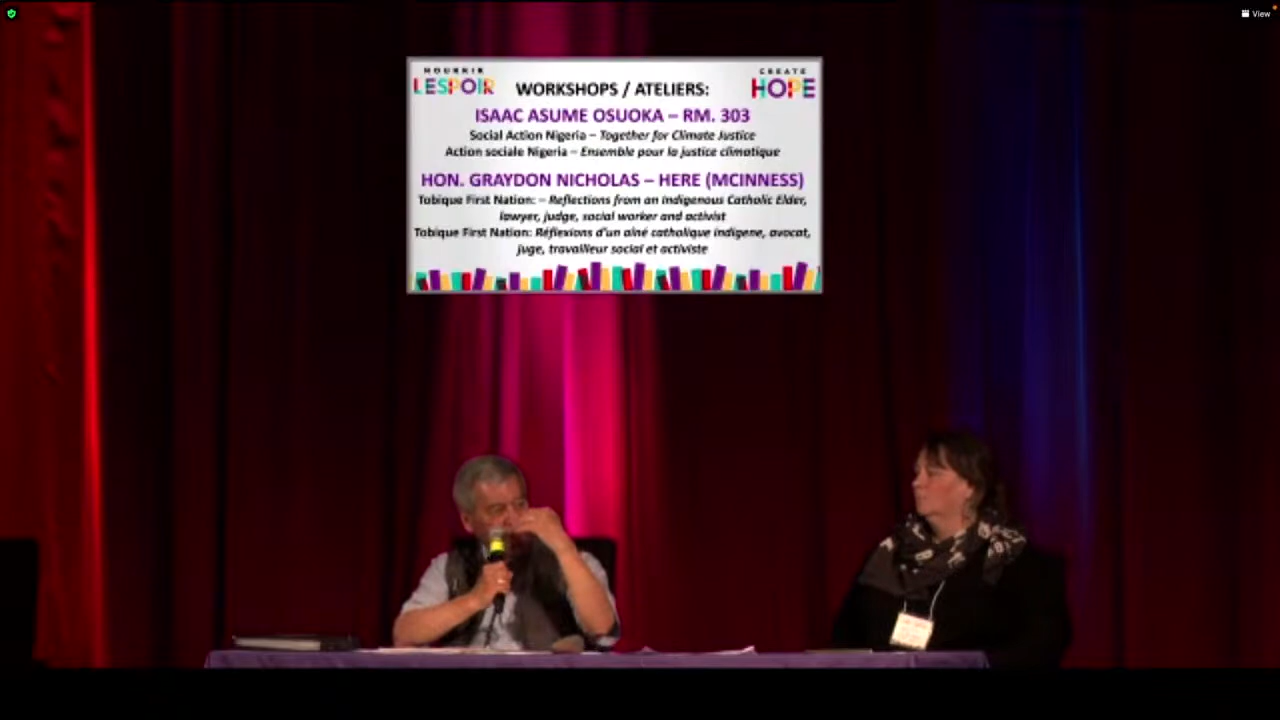 View
NOURRIR
LESPOIR
CREATE
HOPE
WORKSHOPS / ATELIERS:
ISAAC ASUME OSUOKA – RM. 303
Social Action Nigeria – Together for Climate Justice
Action sociale Nigeria – Ensemble pour la justice climatique
HON. GRAYDON NICHOLAS – HERE (MCINNESS)
Tobique First Nation: – Reflections from an Indigenous Catholic Elder,
lawyer, judge, social worker and activist
Tobique First Nation: Réflexions d'un aîné catholique indigène, avocat,
juge, travailleur social et activiste